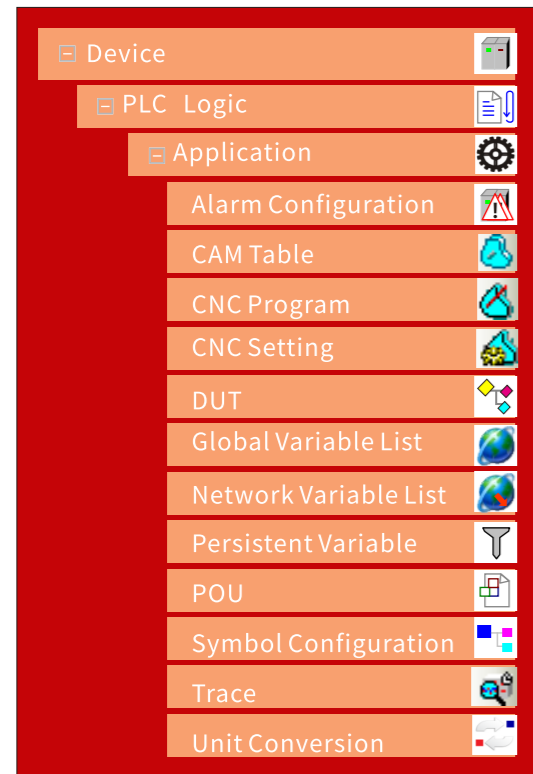 Device
PLC Logic
Application
Alarm Configuration
CAM Table
CNC Program
CNC Setting
DUT
Global Variable List
Network Variable List
Persistent Variable
POU
Symbol Configuration
Trace
Unit Conversion